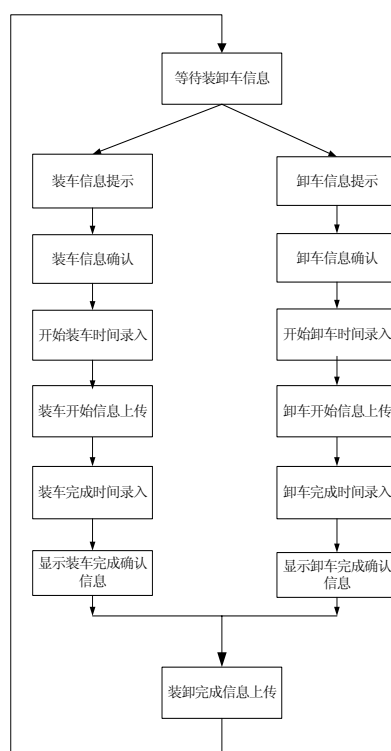 等待装卸车信息
装车信息提示
卸车信息提示
装车信息确认
卸车信息确认
开始装车时间录入
开始卸车时间录入
装车开始信息上传
卸车开始信息上传
装车完成时间录入
卸车完成时间录入
显示装车完成确认
信息
显示卸车完成确认
信息
装卸完成信息上传